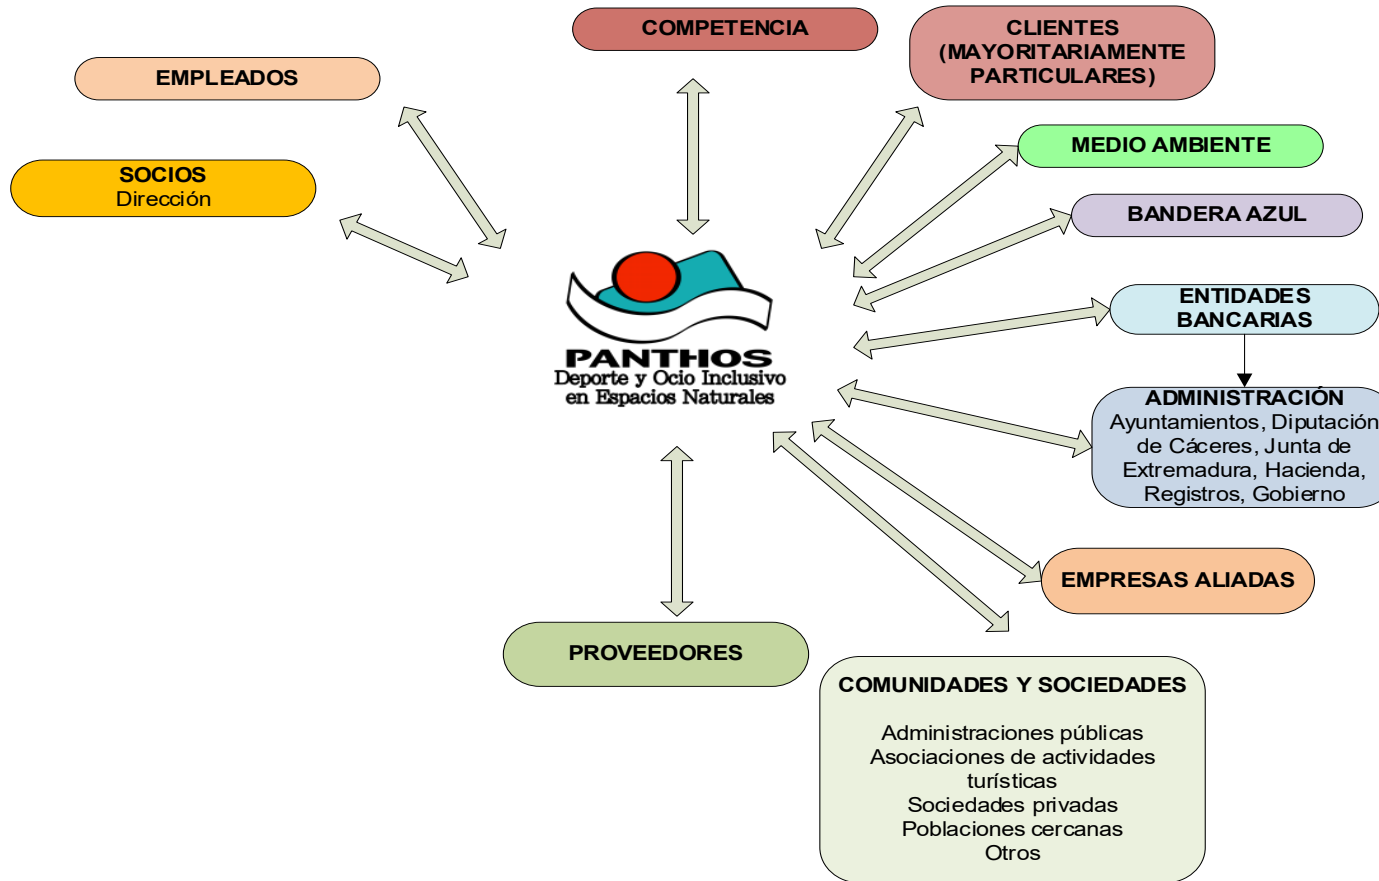 COMPETENCIA
CLIENTES
(MAYORITARIAMENTE
PARTICULARES)
EMPLEADOS
MEDIO AMBIENTE
SOCIOS
Dirección
BANDERA AZUL
ENTIDADES
BANCARIAS
PANTHOS
Deporte y Ocio Inclusivo
en Espacios Naturales
ADMINISTRACIÓN
Ayuntamientos, Diputación
de Cáceres, Junta de
Extremadura, Hacienda,
Registros, Gobierno
EMPRESAS ALIADAS
PROVEEDORES
COMUNIDADES Y SOCIEDADES
Administraciones públicas
Asociaciones de actividades
turísticas
Sociedades privadas
Poblaciones cercanas
Otros